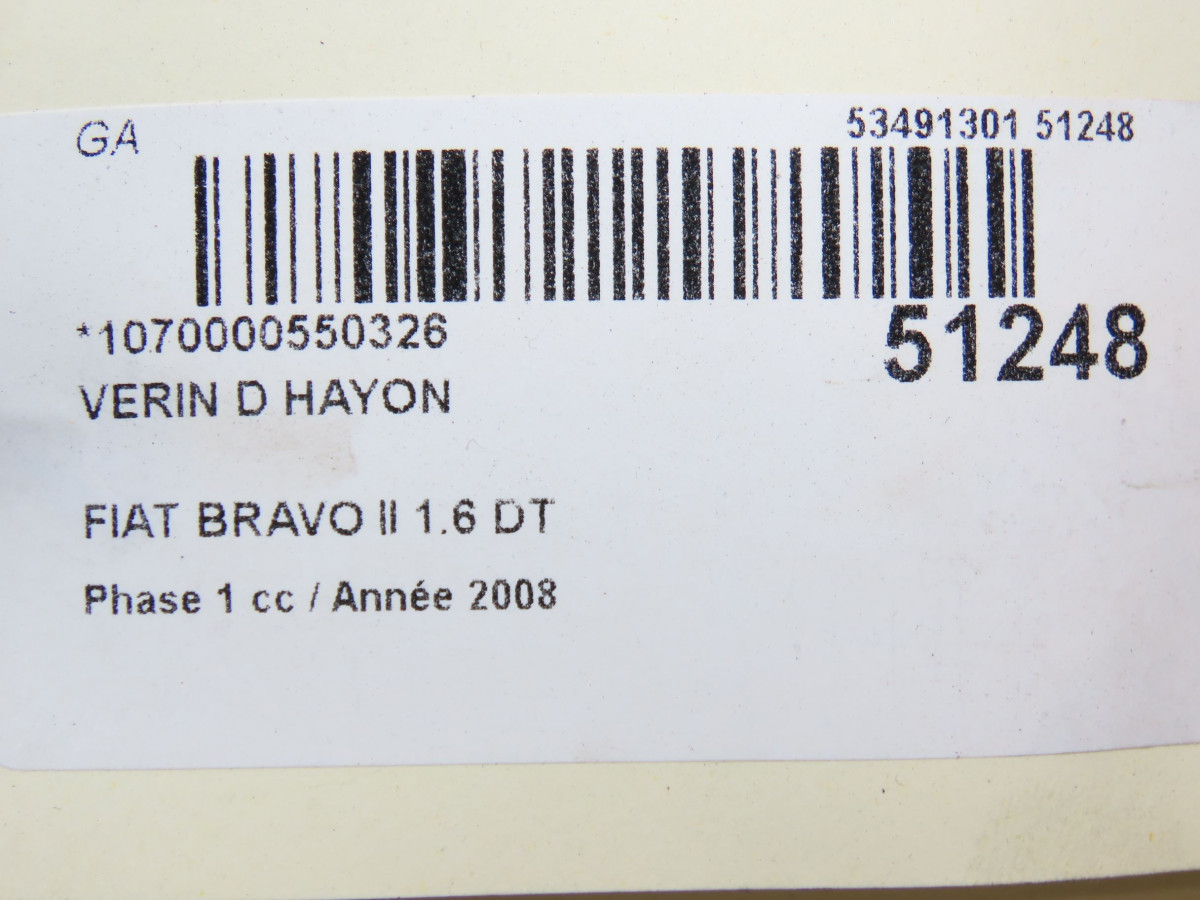 GA
53491301 51248
*1070000550326
51248
VERIN D HAYON
FIAT BRAVO II 1.6 DT
Phase 1 cc / Année 2008